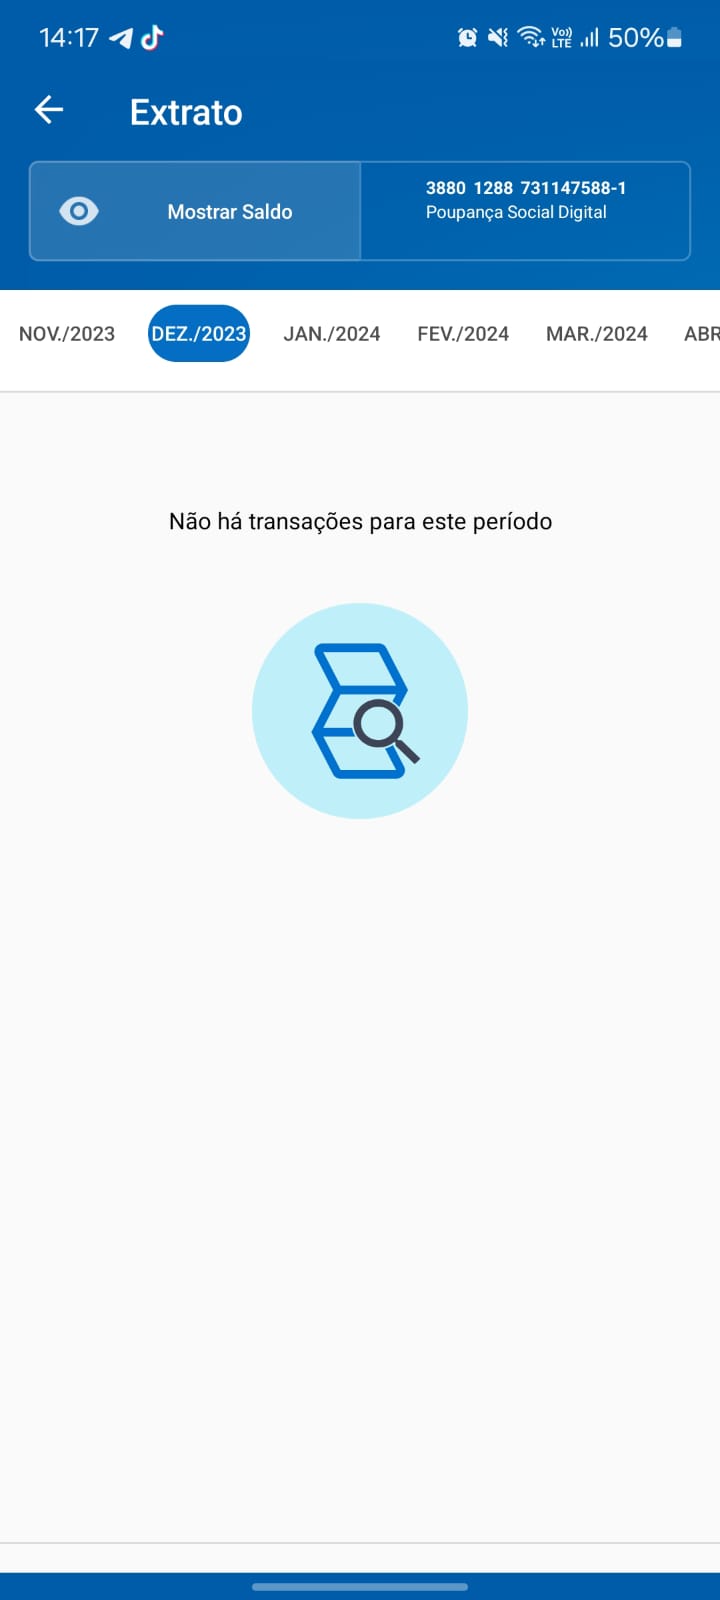 14:17
Vo))
LTE
50%
Extrato
Mostrar Saldo
3880 1288 731147588-1
Poupança Social Digital
NOV./2023 DEZ./2023 JAN./2024 FEV./2024 MAR./2024 ABR
Não há transações para este período